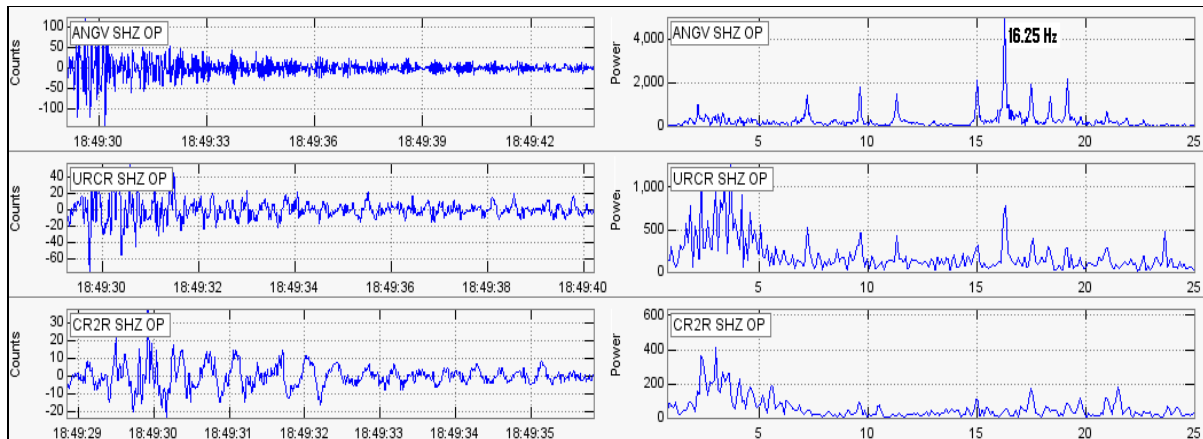 ANGV SHZ OP
Counts
100
50
0
-50
-100
18:49:30 18:49:33 18:49:36 18:49:39 18:49:42
ANGV SHZ OP
16.25 Hz
Power
4,000
2,000
0
5 10 15 20 25
URCR SHZ OP
Counts
40
20
0
-20
-40
-60
18:49:30 18:49:32 18:49:34 18:49:36 18:49:38 18:49:40
URCR SHZ OP
Power
1,000
500
0
5 10 15 20 25
CR2R SHZ OP
Counts
30
20
10
0
-10
-20
18:49:29 18:49:30 18:49:31 18:49:32 18:49:33 18:49:34 18:49:35
CR2R SHZ OP
Power
600
400
200
0
5 10 15 20 25